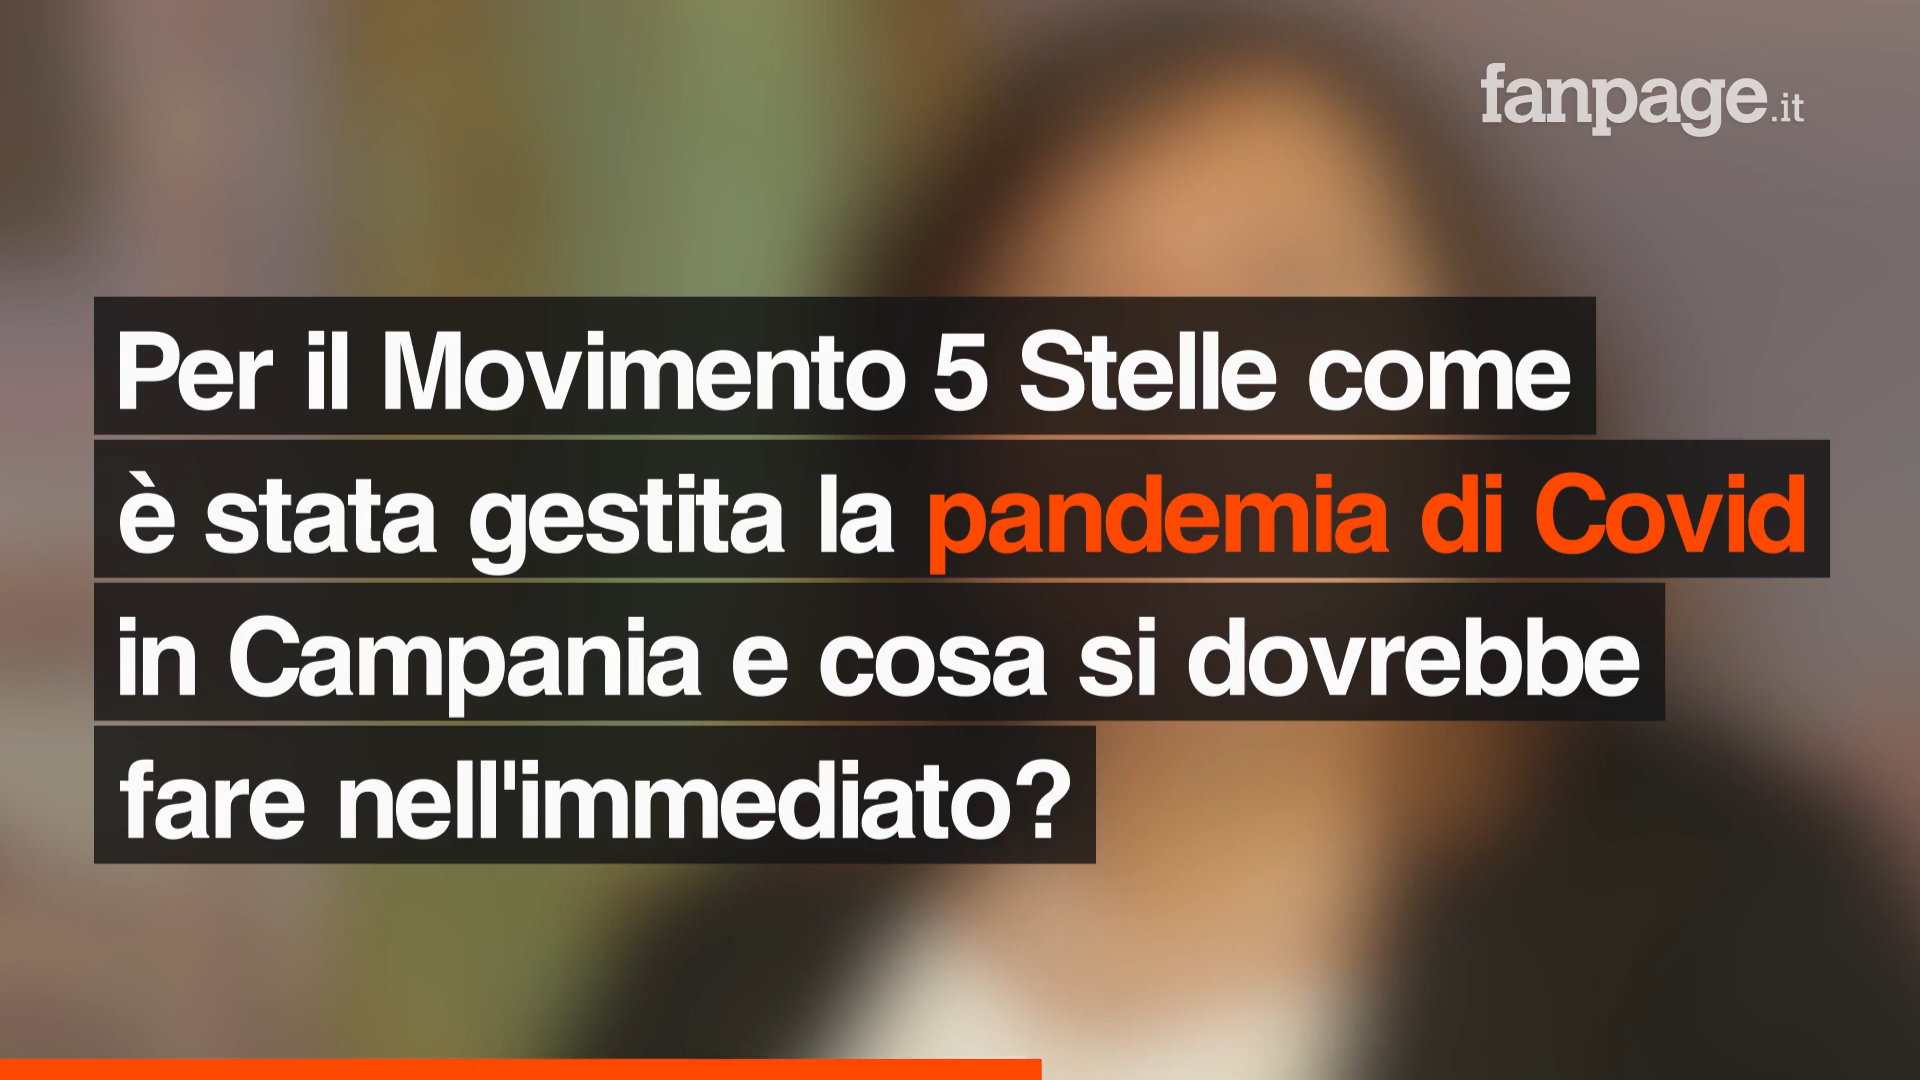 fanpage.it
Per il Movimento 5 Stelle come
è stata gestita la pandemia di Covid
in Campania e cosa si dovrebbe
fare nell'immediato?